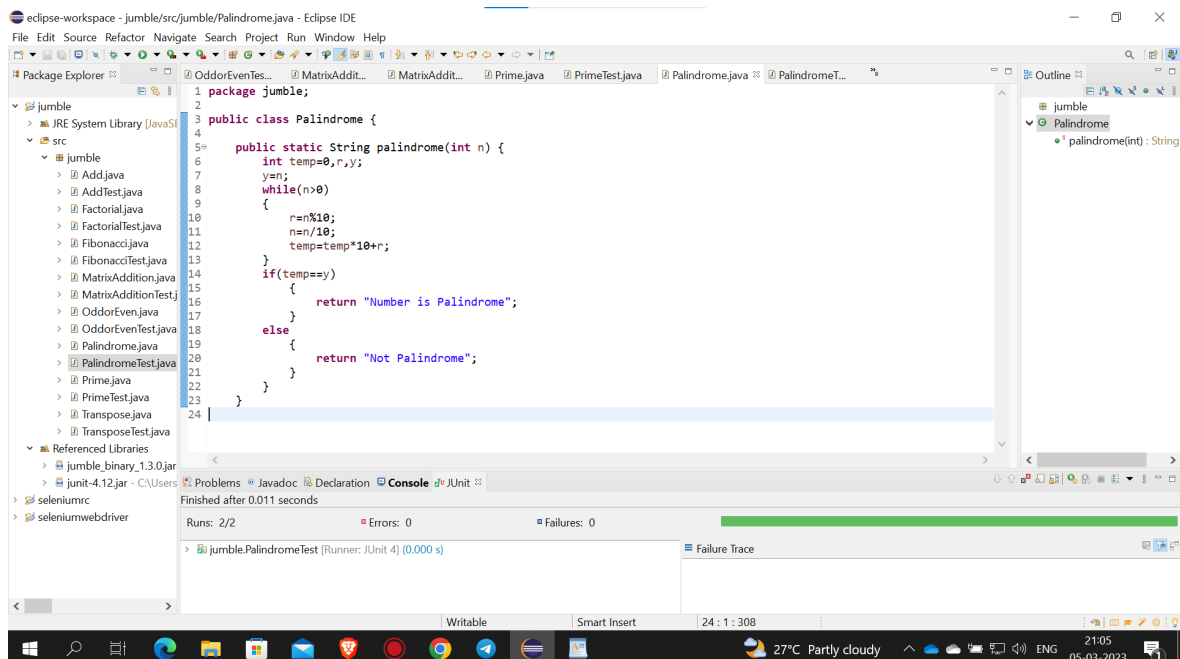 eclipse-workspace - jumble/src/jumble/Palindrome.java - Eclipse IDE
File Edit Source Refactor Navigate Search Project Run Window Help
Package Explorer
OddorEvenTes... MatrixAddit... MatrixAddit... Prime.java PrimeTest.java Palindrome.java PalindromeT...
Outline
jumble
JRE System Library [JavaSE
src
jumble
Add.java
AddTest.java
Factorial.java
FactorialTest.java
Fibonacci.java
FibonacciTest.java
MatrixAddition.java
MatrixAdditionTest.j
OddorEven.java
OddorEvenTest.java
Palindrome.java
PalindromeTest.java
Prime.java
PrimeTest.java
Transpose.java
TransposeTest.java
Referenced Libraries
jumble_binary_1.3.0.jar
junit-4.12.jar - C:\Users
seleniumrc
seleniumwebdriver
1 package jumble;
2
3 public class Palindrome {
4
5     public static String palindrome(int n) {
6         int temp=0,r,y;
7         y=n;
8         while(n>0)
9         {
10             r=n%10;
11             n=n/10;
12             temp=temp*10+r;
13         }
14         if(temp==y)
15             {
16                 return "Number is Palindrome";
17             }
18         else
19             {
20                 return "Not Palindrome";
21             }
22         }
23     }
24
jumble
Palindrome
palindrome(int) : String
Problems Javadoc Declaration Console JUnit
Finished after 0.011 seconds
Runs: 2/2 Errors: 0 Failures: 0
jumble.PalindromeTest [Runner: JUnit 4] (0.000 s)
Failure Trace
Writable Smart Insert 24 : 1 : 308
27°C Partly cloudy ENG 21:05
05-03-2023